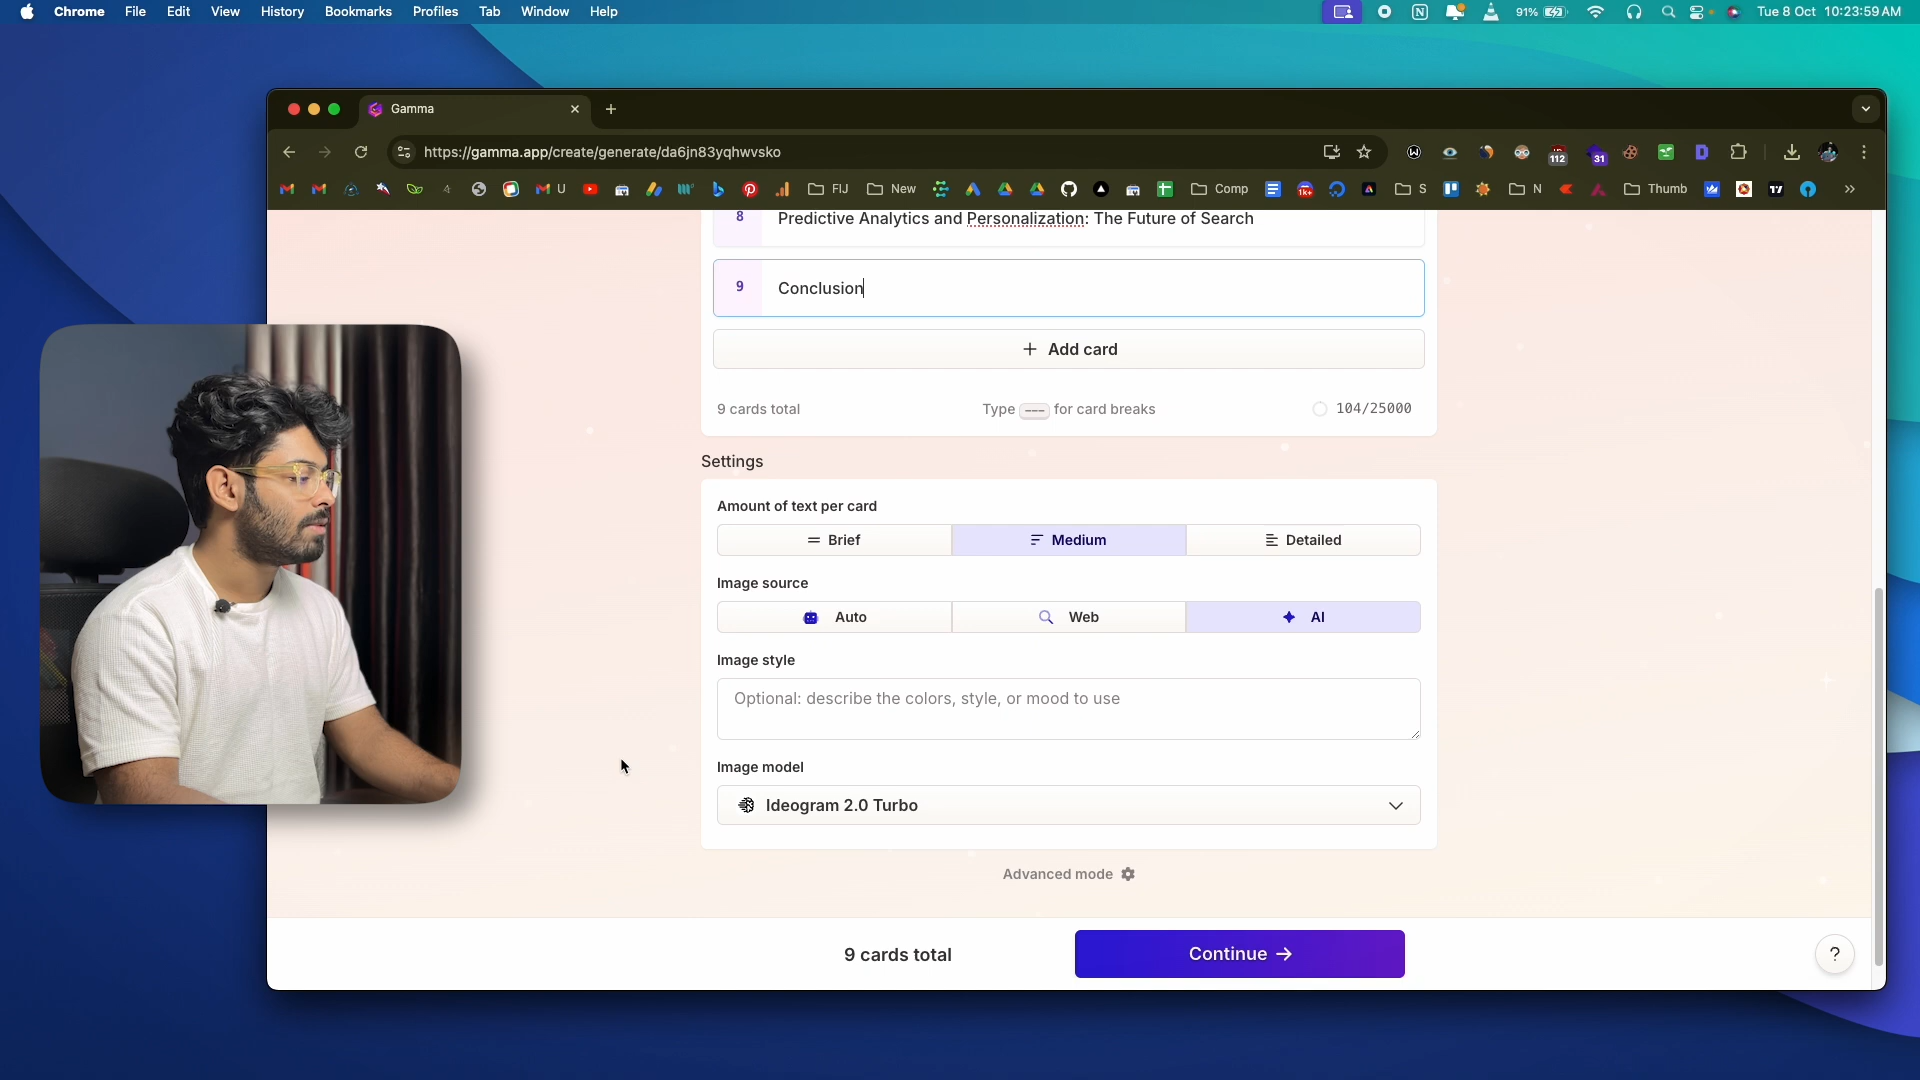 Chrome File Edit View History Bookmarks Profiles Tab Window Help 91% Tue 8 Oct 10:23:59 AM
Gamma
https://gamma.app/create/generate/da6jn83yqhwvsko
112 31
U FIJ New Comp 1k+ S N Thumb
8 Predictive Analytics and Personalization: The Future of Search
9 Conclusion
+ Add card
9 cards total Type --- for card breaks 104/25000
Settings
Amount of text per card
Brief Medium Detailed
Image source
Auto Web AI
Image style
Optional: describe the colors, style, or mood to use
Image model
Ideogram 2.0 Turbo
Advanced mode
9 cards total Continue →
?